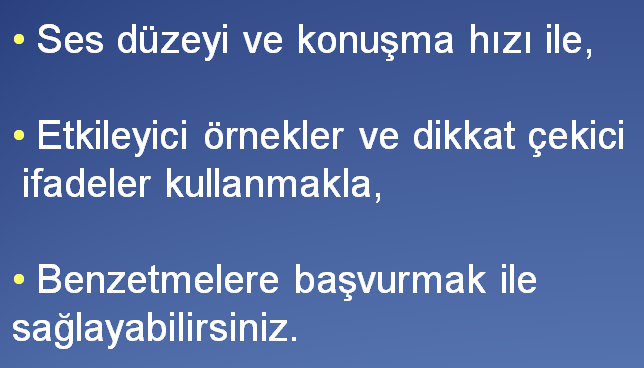 • Ses düzeyi ve konuşma hızı ile,
• Etkileyici örnekler ve dikkat çekici
ifadeler kullanmakla,
• Benzetmelere başvurmak ile
sağlayabilirsiniz.